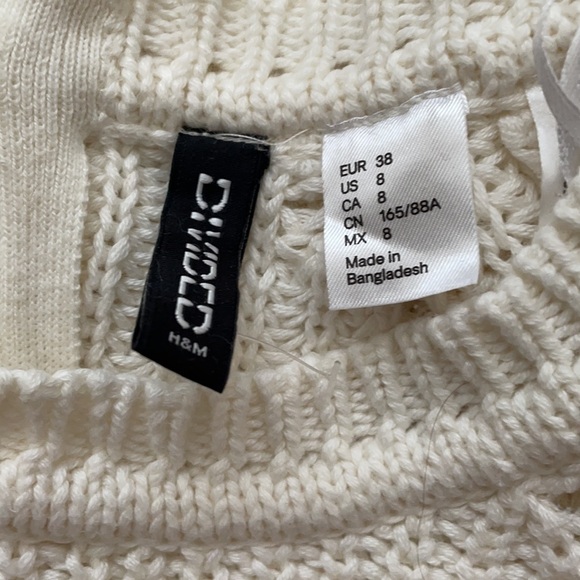 DIVIDED
H&M
EUR 38
US 8
CA 8
CN 165/88A
MX 8
Made in
Bangladesh